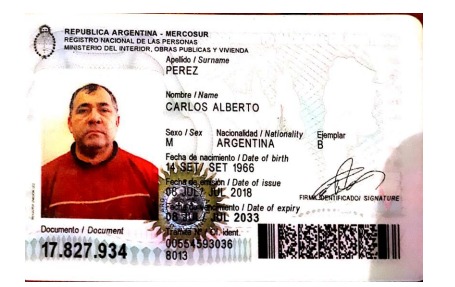 REPUBLICA ARGENTINA - MERCOSUR
REGISTRO NACIONAL DE LAS PERSONAS
MINISTERIO DEL INTERIOR, OBRAS PUBLICAS Y VIVIENDA
Apellido / Surname
PEREZ
Nombre / Name
CARLOS ALBERTO
Sexo / Sex Nacionalidad / Nationality Ejemplar
M ARGENTINA B
Fecha de nacimiento / Date of birth
14 SET/ SET 1966
Fecha de emisión / Date of issue
08 JUL/ JUL 2018
FIRMA IDENTIFICADO/ SIGNATURE
Fecha de vencimiento / Date of expiry
08 JUL/ JUL 2033
Documento / Document
17.827.934
Trámite Nº / Of. ident.
00554593036
8013